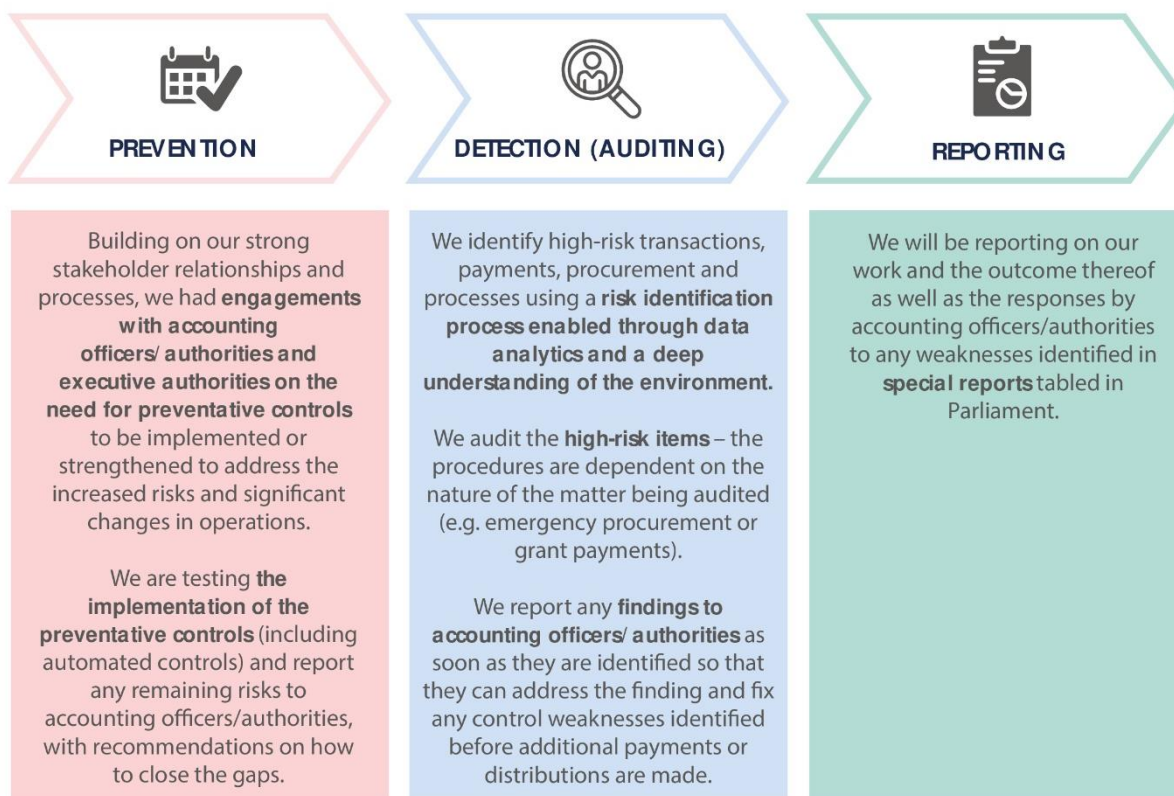 PREVENTION
Building on our strong
stakeholder relationships and
processes, we had engagements
with accounting
officers/ authorities and
executive authorities on the
need for preventative controls
to be implemented or
strengthened to address the
increased risks and significant
changes in operations.
We are testing the
implementation of the
preventative controls (including
automated controls) and report
any remaining risks to
accounting officers/authorities,
with recommendations on how
to close the gaps.
DETECTION (AUDITING)
We identify high-risk transactions,
payments, procurement and
processes using a risk identification
process enabled through data
analytics and a deep
understanding of the environment.
We audit the high-risk items – the
procedures are dependent on the
nature of the matter being audited
(e.g. emergency procurement or
grant payments).
We report any findings to
accounting officers/ authorities as
soon as they are identified so that
they can address the finding and fix
any control weaknesses identified
before additional payments or
distributions are made.
REPORTING
We will be reporting on our
work and the outcome thereof
as well as the responses by
accounting officers/authorities
to any weaknesses identified in
special reports tabled in
Parliament.